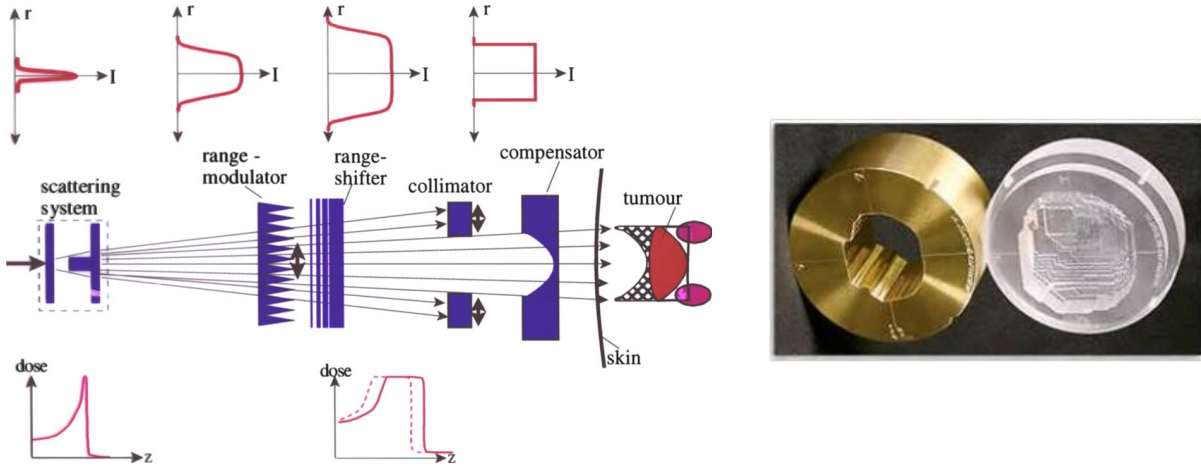 r
r
r
r
I
I
I
I
range -
modulator
range-
shifter
compensator
scattering
system
collimator
tumour
skin
dose
z
dose
z